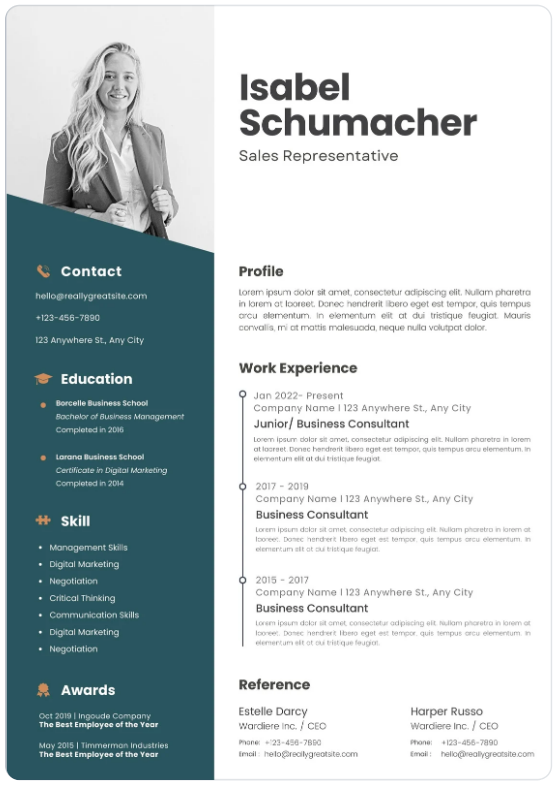 Isabel
Schumacher
Sales Representative
Contact
hello@reallygreatsite.com
+123-456-7890
123 Anywhere St., Any City
Education
Borcelle Business School
Bachelor of Business Management
Completed in 2016
Larana Business School
Certificate in Digital Marketing
Completed in 2014
Skill
• Management Skills
• Digital Marketing
• Negotiation
• Critical Thinking
• Communication Skills
• Digital Marketing
• Negotiation
Awards
Oct 2019 | Ingoude Company
The Best Employee of the Year
May 2015 | Timmerman Industries
The Best Employee of the Year
Profile
Lorem ipsum dolor sit amet, consectetur adipiscing elit. Nullam pharetra
in lorem at laoreet. Donec hendrerit libero eget est tempor, quis tempus
arcu elementum. In elementum elit at dui tristique feugiat. Mauris
convallis, mi at mattis malesuada, neque nulla volutpat dolor.
Work Experience
Jan 2022- Present
Company Name l 123 Anywhere St., Any City
Junior/ Business Consultant
Lorem ipsum dolor sit amet, consectetur adipiscing elit. Nullam pharetra in lorem
at laoreet. Donec hendrerit libero eget est tempor, quis tempus arcu elementum. In
elementum elit at dui tristique feugiat.
2017 - 2019
Company Name l 123 Anywhere St., Any City
Business Consultant
Lorem ipsum dolor sit amet, consectetur adipiscing elit. Nullam pharetra in lorem at
laoreet. Donec hendrerit libero eget est tempor, quis tempus arcu elementum. In
elementum elit at dui tristique feugiat.
2015 - 2017
Company Name l 123 Anywhere St., Any City
Business Consultant
Lorem ipsum dolor sit amet, consectetur adipiscing elit. Nullam pharetra in lorem at
laoreet. Donec hendrerit libero eget est tempor, quis tempus arcu elementum. In
elementum elit at dui tristique feugiat.
Reference
Estelle Darcy
Wardiere Inc. / CEO
Phone: +123-456-7890
Email : hello@reallygreatsite.com
Harper Russo
Wardiere Inc. / CEO
Phone: +123-456-7890
Email : hello@reallygreatsite.com